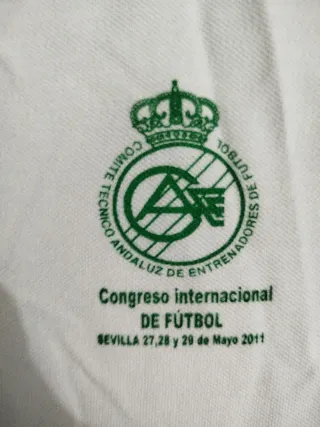 COMITE TECNICO ANDALUZ DE ENTRENADORES DE FUTBOL
Congreso internacional
DE FÚTBOL
SEVILLA 27,28 y 29 de Mayo 2011